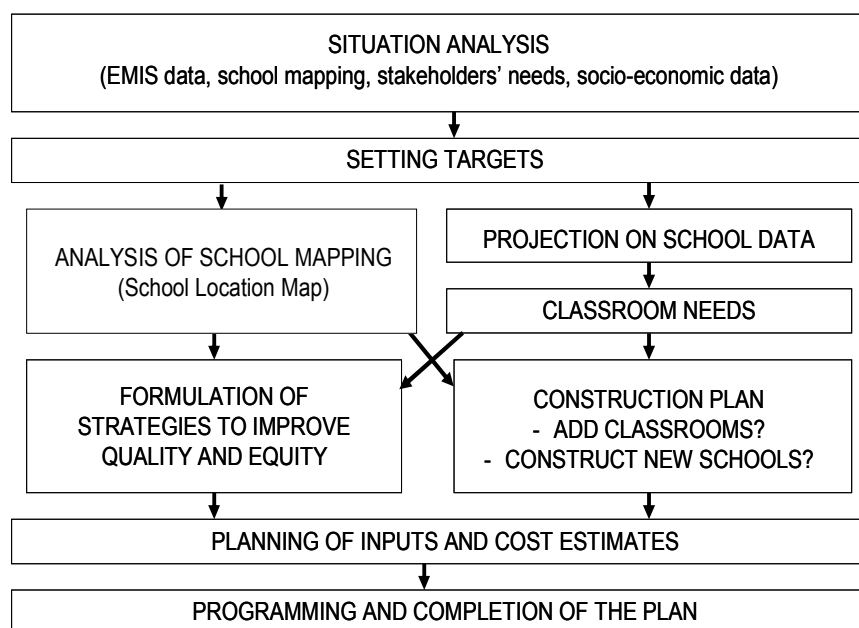 SITUATION ANALYSIS
(EMIS data, school mapping, stakeholders’ needs, socio-economic data)
SETTING TARGETS
ANALYSIS OF SCHOOL MAPPING
(School Location Map)
PROJECTION ON SCHOOL DATA
CLASSROOM NEEDS
FORMULATION OF
STRATEGIES TO IMPROVE
QUALITY AND EQUITY
CONSTRUCTION PLAN
- ADD CLASSROOMS?
- CONSTRUCT NEW SCHOOLS?
PLANNING OF INPUTS AND COST ESTIMATES
PROGRAMMING AND COMPLETION OF THE PLAN